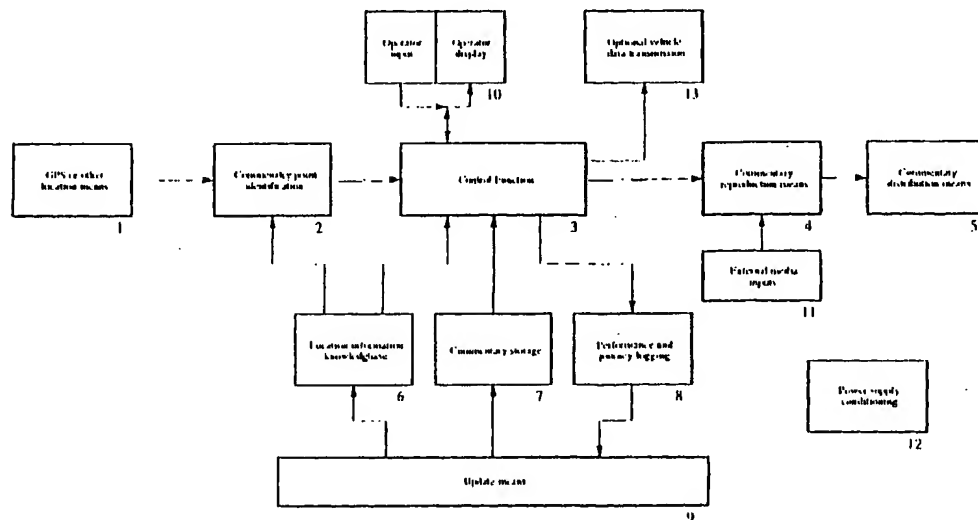 Operator input
Operator display
10
Optional vehicle data transmission
13
GPS or other location means
1
Commentary point identification
2
Control Function
3
Commentary reproduction means
4
Commentary distribution means
5
External media inputs
11
Location information knowledgbase
6
Commentary storage
7
Performance and piracy logging
8
Power supply conditioning
12
Update means
9